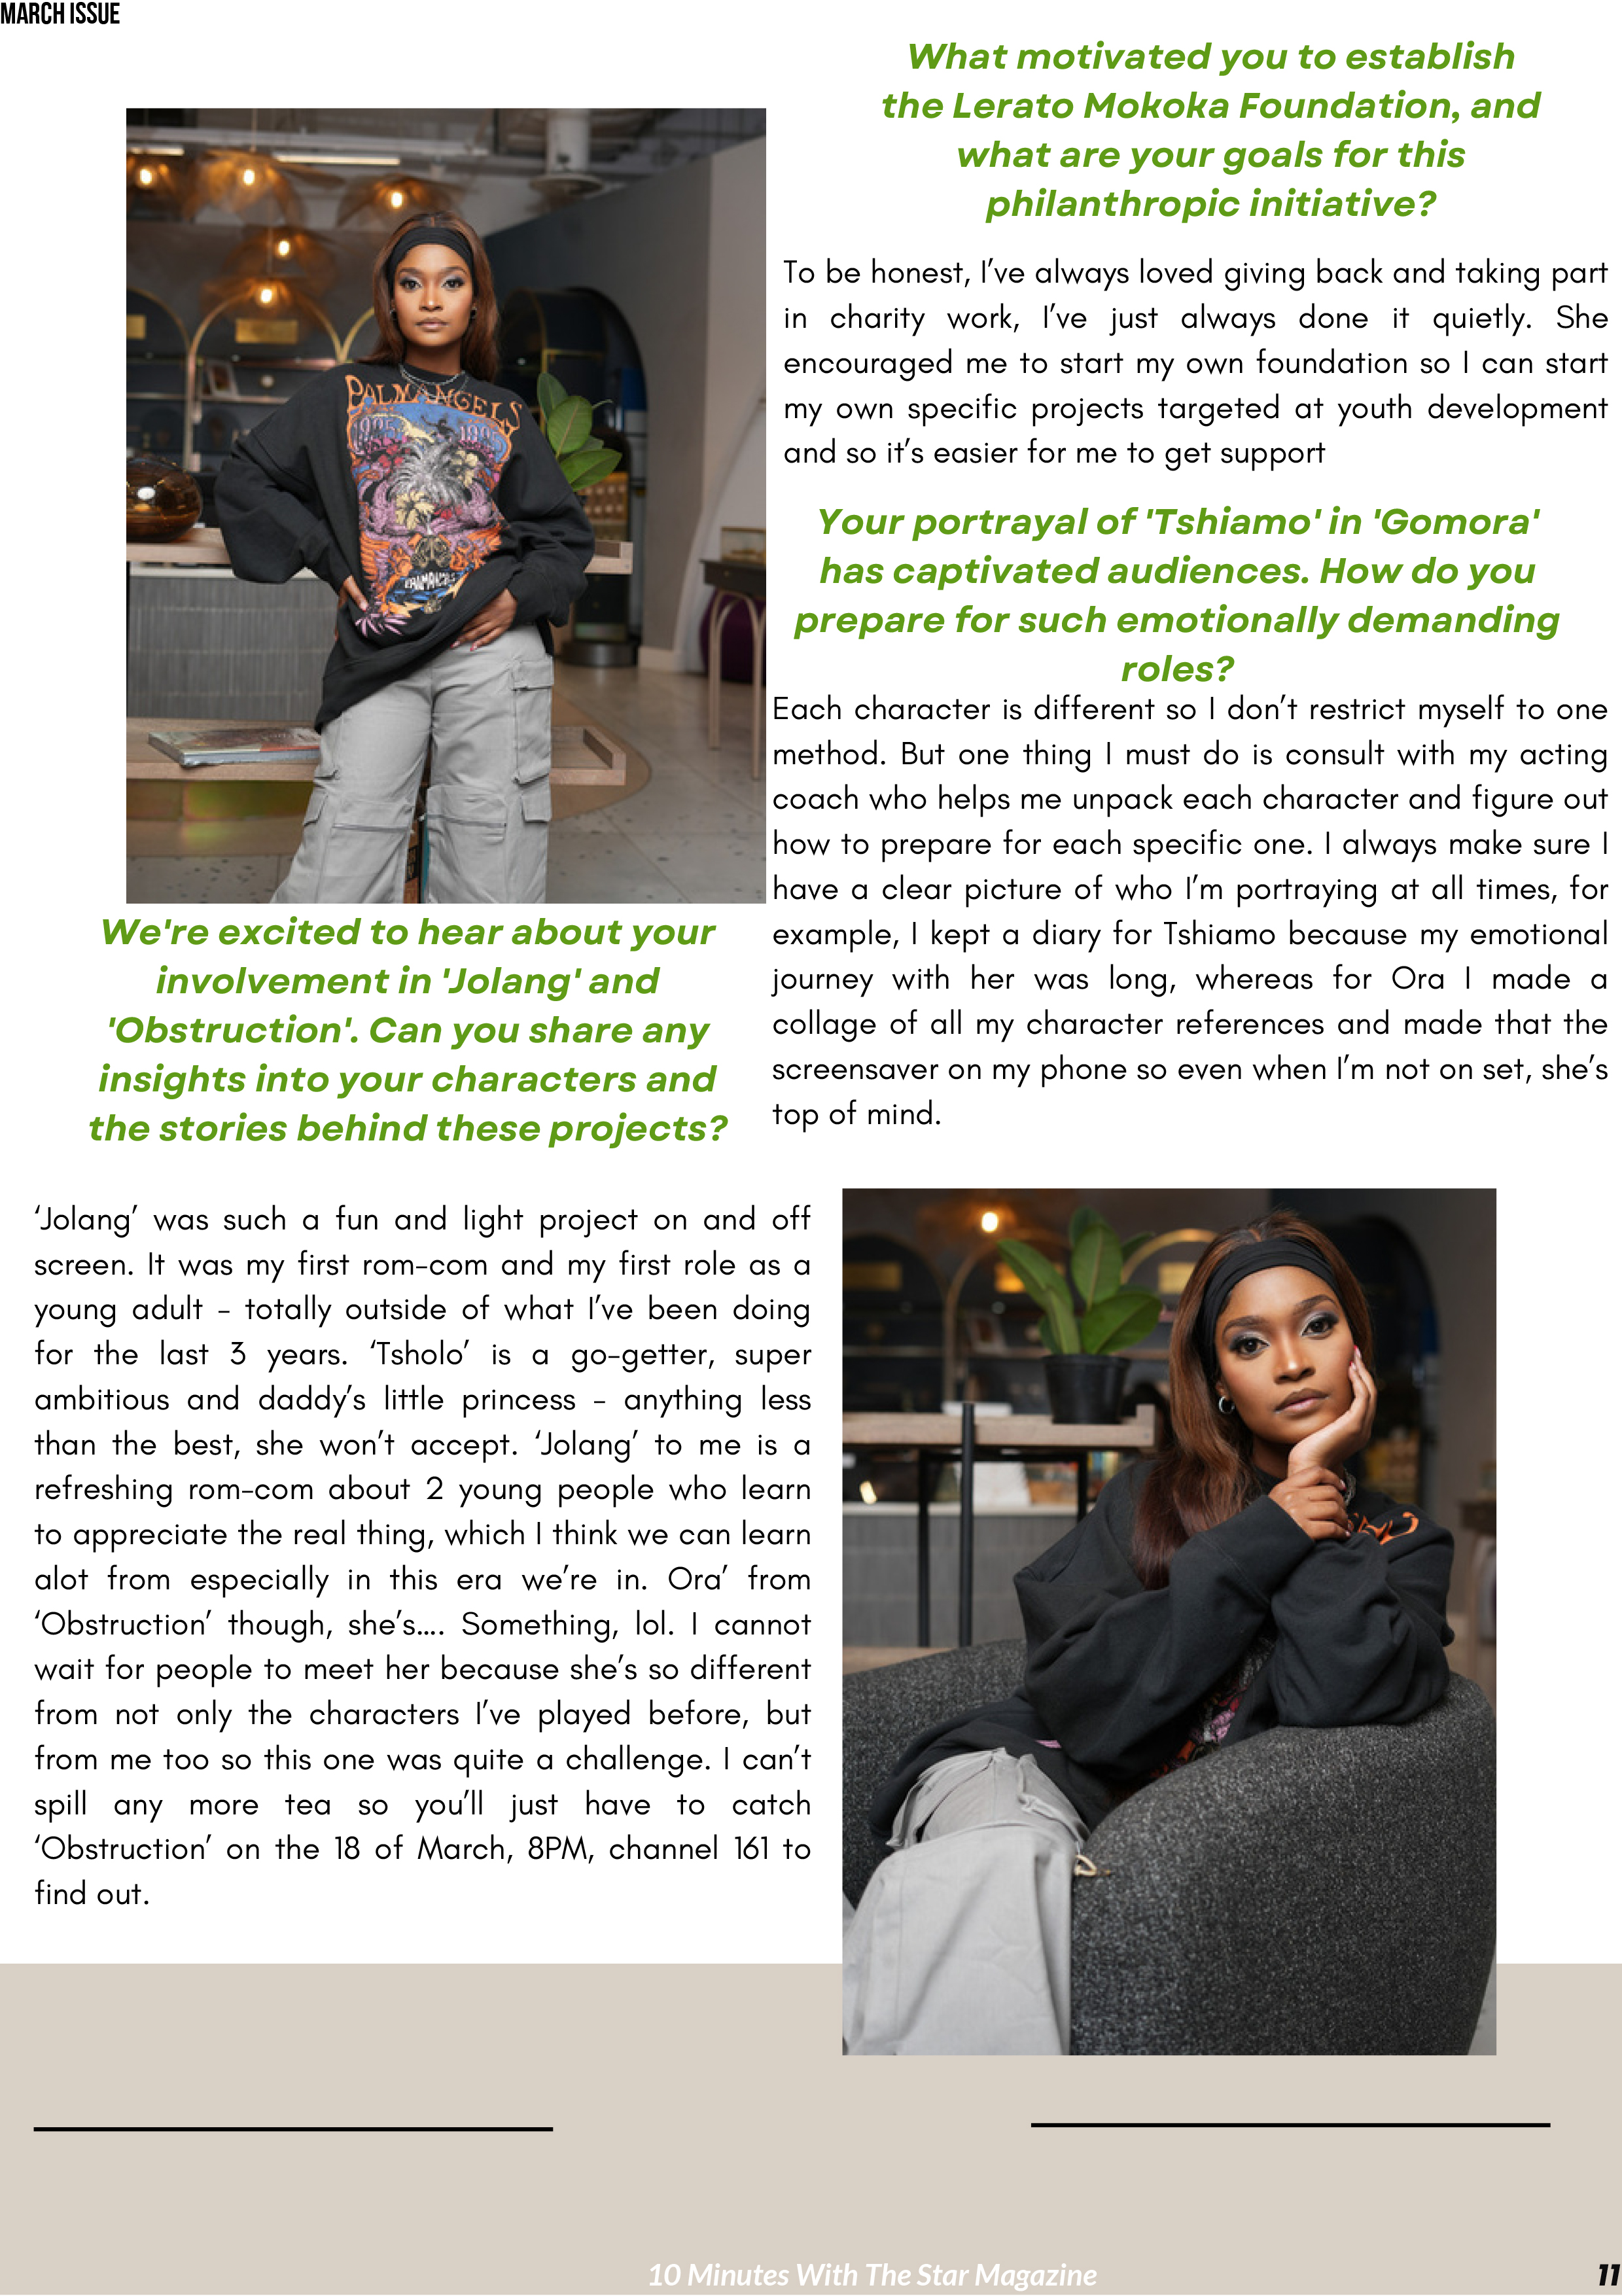 MARCH ISSUE
What motivated you to establish
the Lerato Mokoka Foundation, and
what are your goals for this
philanthropic initiative?
To be honest, I've always loved giving back and taking part
in charity work, I've just always done it quietly. She
encouraged me to start my own foundation so I can start
my own specific projects targeted at youth development
and so it's easier for me to get support
Your portrayal of 'Tshiamo' in 'Gomora'
has captivated audiences. How do you
prepare for such emotionally demanding
roles?
Each character is different so I don't restrict myself to one
method. But one thing I must do is consult with my acting
coach who helps me unpack each character and figure out
how to prepare for each specific one. I always make sure I
have a clear picture of who I'm portraying at all times, for
example, I kept a diary for Tshiamo because my emotional
journey with her was long, whereas for Ora I made a
collage of all my character references and made that the
screensaver on my phone so even when I'm not on set, she's
top of mind.
PALM ANGELS
We're excited to hear about your
involvement in 'Jolang' and
'Obstruction'. Can you share any
insights into your characters and
the stories behind these projects?
‘Jolang’ was such a fun and light project on and off
screen. It was my first rom-com and my first role as a
young adult - totally outside of what I’ve been doing
for the last 3 years. ‘Tsholo’ is a go-getter, super
ambitious and daddy’s little princess - anything less
than the best, she won’t accept. ‘Jolang’ to me is a
refreshing rom-com about 2 young people who learn
to appreciate the real thing, which I think we can learn
alot from especially in this era we’re in. Ora’ from
‘Obstruction’ though, she’s.... Something, lol. I cannot
wait for people to meet her because she’s so different
from not only the characters I’ve played before, but
from me too so this one was quite a challenge. I can’t
spill any more tea so you’ll just have to catch
‘Obstruction’ on the 18 of March, 8PM, channel 161 to
find out.
10 Minutes With The Star Magazine
11